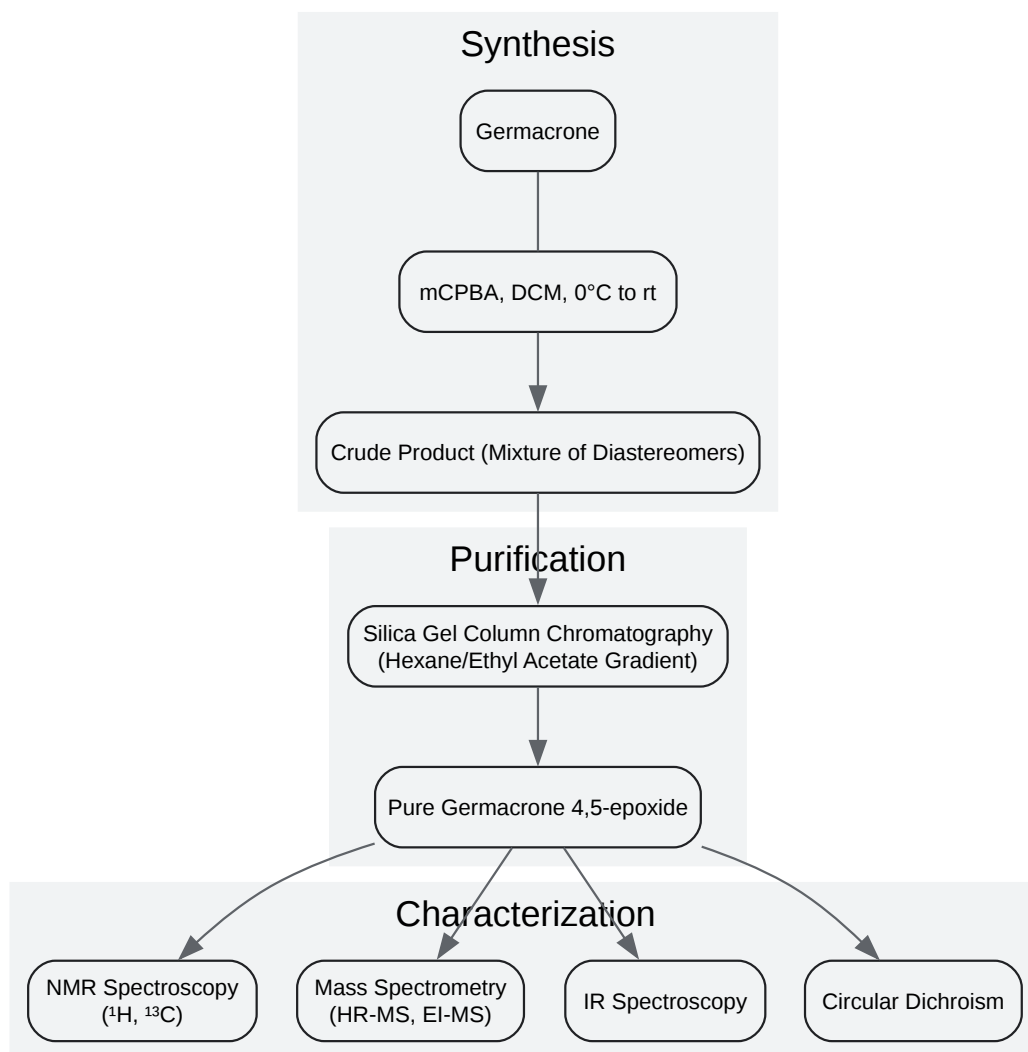 Synthesis
Germacrone
mCPBA, DCM, 0°C to rt
Crude Product (Mixture of Diastereomers)
Purification
Silica Gel Column Chromatography
(Hexane/Ethyl Acetate Gradient)
Pure Germacrone 4,5-epoxide
Characterization
NMR Spectroscopy
(¹H, ¹³C)
Mass Spectrometry
(HR-MS, EI-MS)
IR Spectroscopy
Circular Dichroism